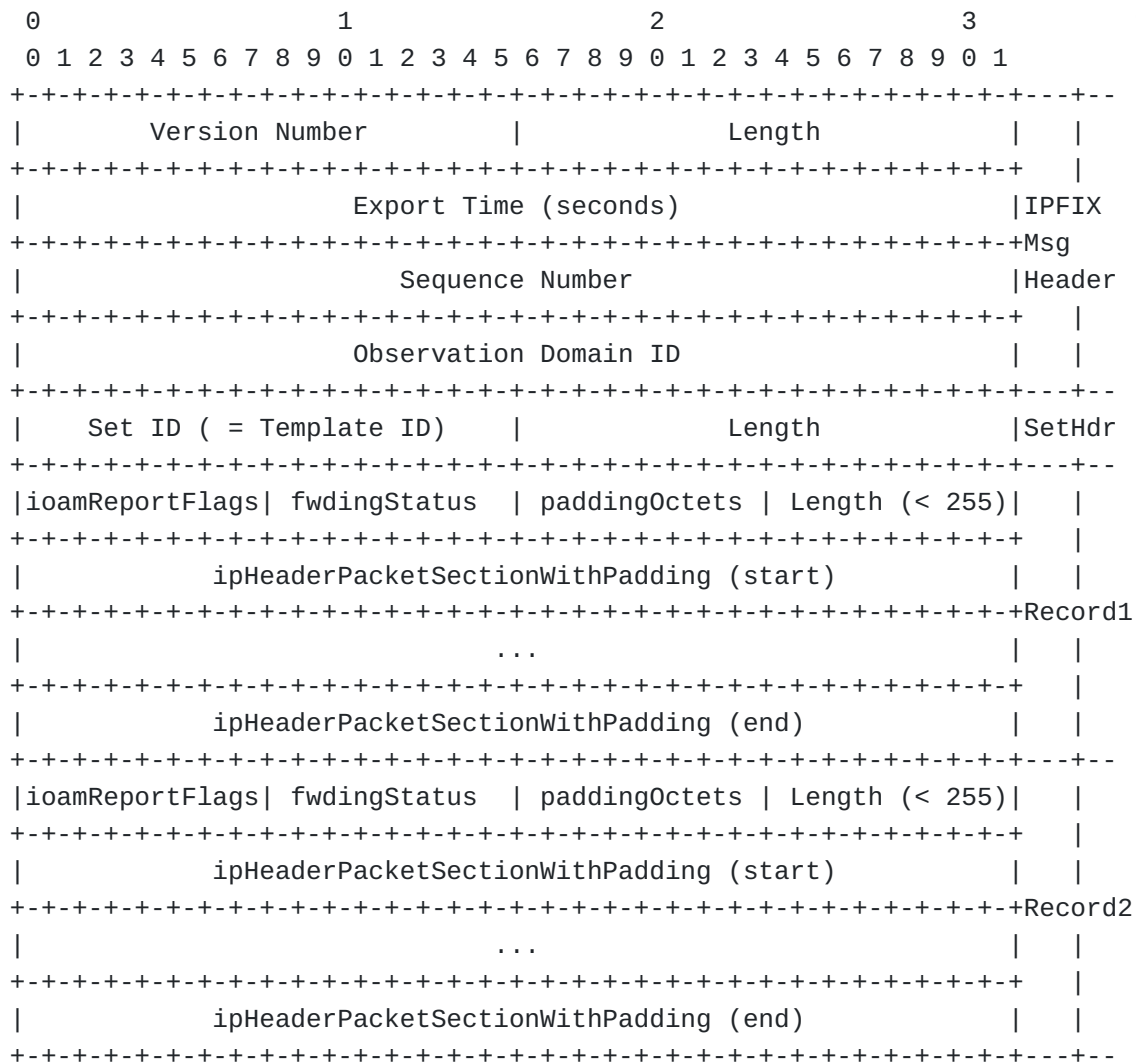 0                   1                   2                   3
 0 1 2 3 4 5 6 7 8 9 0 1 2 3 4 5 6 7 8 9 0 1 2 3 4 5 6 7 8 9 0 1
+-+-+-+-+-+-+-+-+-+-+-+-+-+-+-+-+-+-+-+-+-+-+-+-+-+-+-+-+-+-+-+-+---+--
|        Version Number         |             Length            |   |
+-+-+-+-+-+-+-+-+-+-+-+-+-+-+-+-+-+-+-+-+-+-+-+-+-+-+-+-+-+-+-+-+   |
|                     Export Time (seconds)                     |IPFIX
+-+-+-+-+-+-+-+-+-+-+-+-+-+-+-+-+-+-+-+-+-+-+-+-+-+-+-+-+-+-+-+-+Msg
|                        Sequence Number                        |Header
+-+-+-+-+-+-+-+-+-+-+-+-+-+-+-+-+-+-+-+-+-+-+-+-+-+-+-+-+-+-+-+-+   |
|                     Observation Domain ID                     |   |
+-+-+-+-+-+-+-+-+-+-+-+-+-+-+-+-+-+-+-+-+-+-+-+-+-+-+-+-+-+-+-+-+---+--
|    Set ID ( = Template ID)    |             Length            |SetHdr
+-+-+-+-+-+-+-+-+-+-+-+-+-+-+-+-+-+-+-+-+-+-+-+-+-+-+-+-+-+-+-+-+---+--
|ioamReportFlags| fwdingStatus  | paddingOctets | Length (< 255)|   |
+-+-+-+-+-+-+-+-+-+-+-+-+-+-+-+-+-+-+-+-+-+-+-+-+-+-+-+-+-+-+-+-+   |
|            ipHeaderPacketSectionWithPadding (start)           |   |
+-+-+-+-+-+-+-+-+-+-+-+-+-+-+-+-+-+-+-+-+-+-+-+-+-+-+-+-+-+-+-+-+Record1
|                              ...                              |   |
+-+-+-+-+-+-+-+-+-+-+-+-+-+-+-+-+-+-+-+-+-+-+-+-+-+-+-+-+-+-+-+-+   |
|            ipHeaderPacketSectionWithPadding (end)             |   |
+-+-+-+-+-+-+-+-+-+-+-+-+-+-+-+-+-+-+-+-+-+-+-+-+-+-+-+-+-+-+-+-+---+--
|ioamReportFlags| fwdingStatus  | paddingOctets | Length (< 255)|   |
+-+-+-+-+-+-+-+-+-+-+-+-+-+-+-+-+-+-+-+-+-+-+-+-+-+-+-+-+-+-+-+-+   |
|            ipHeaderPacketSectionWithPadding (start)           |   |
+-+-+-+-+-+-+-+-+-+-+-+-+-+-+-+-+-+-+-+-+-+-+-+-+-+-+-+-+-+-+-+-+Record2
|                              ...                              |   |
+-+-+-+-+-+-+-+-+-+-+-+-+-+-+-+-+-+-+-+-+-+-+-+-+-+-+-+-+-+-+-+-+   |
|            ipHeaderPacketSectionWithPadding (end)             |   |
+-+-+-+-+-+-+-+-+-+-+-+-+-+-+-+-+-+-+-+-+-+-+-+-+-+-+-+-+-+-+-+-+---+--